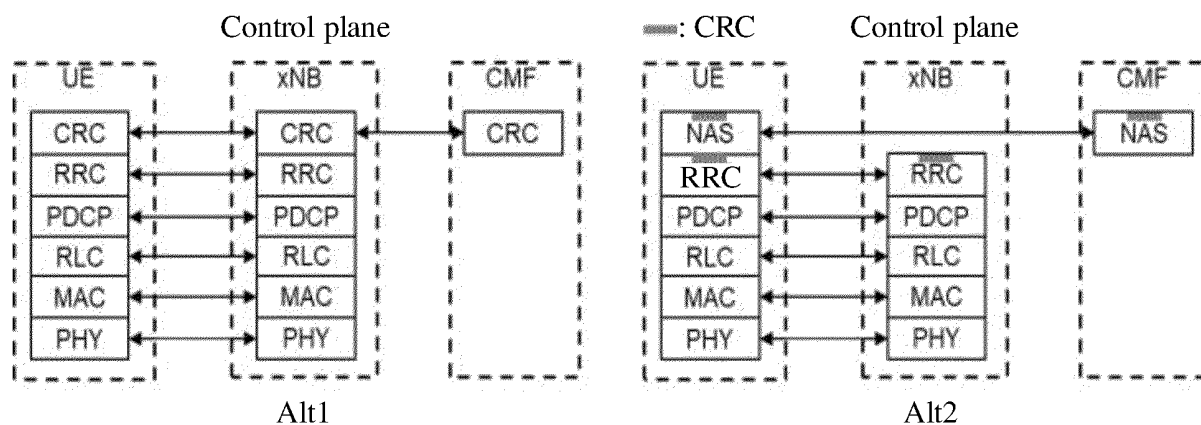 Control plane
UE xNB CMF
CRC CRC CRC
RRC RRC
PDCP PDCP
RLC RLC
MAC MAC
PHY PHY
Alt1
: CRC Control plane
UE xNB CMF
NAS NAS
RRC RRC
PDCP PDCP
RLC RLC
MAC MAC
PHY PHY
Alt2